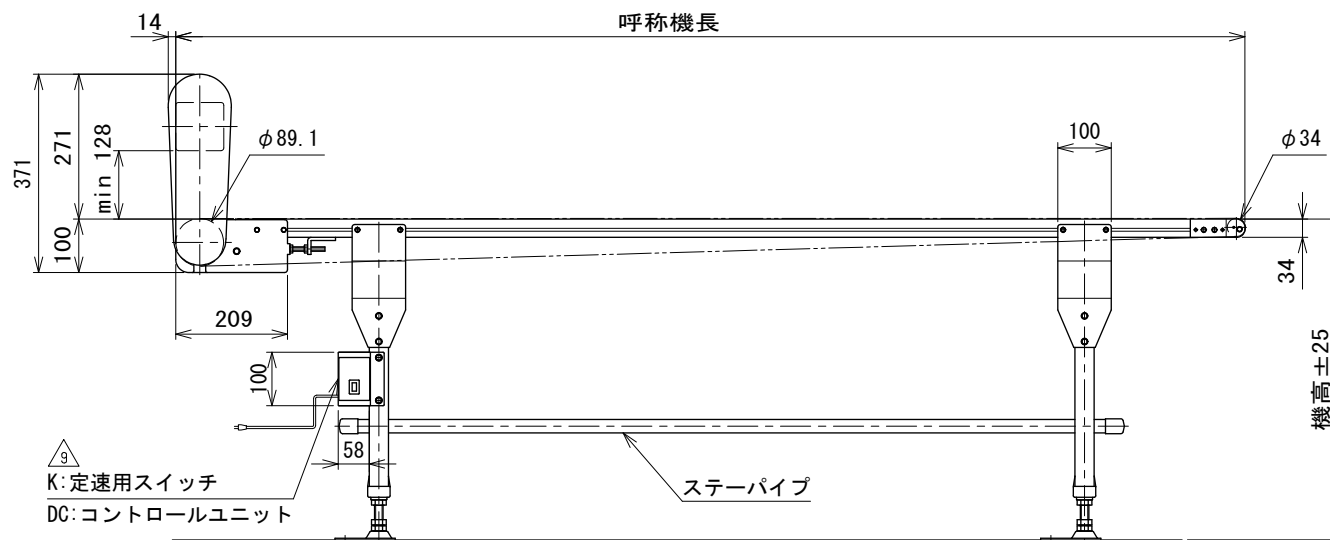 14
呼称機長
371
271
min 128
100
φ89.1
100
φ34
34
209
100
58
機高±25
9
K:定速用スイッチ
DC:コントロールユニット
ステーパイプ